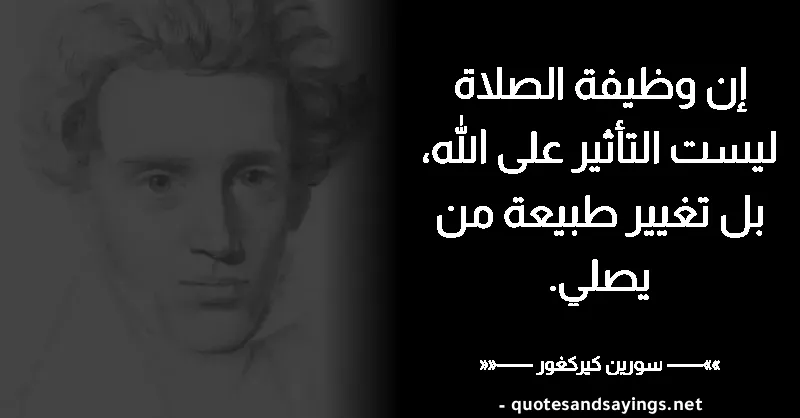 إن وظيفة الصلاة
ليست التأثير على الله،
بل تغيير طبيعة من
يصلي.
»»—— سورين كيركغور ——««
- quotesandsayings.net